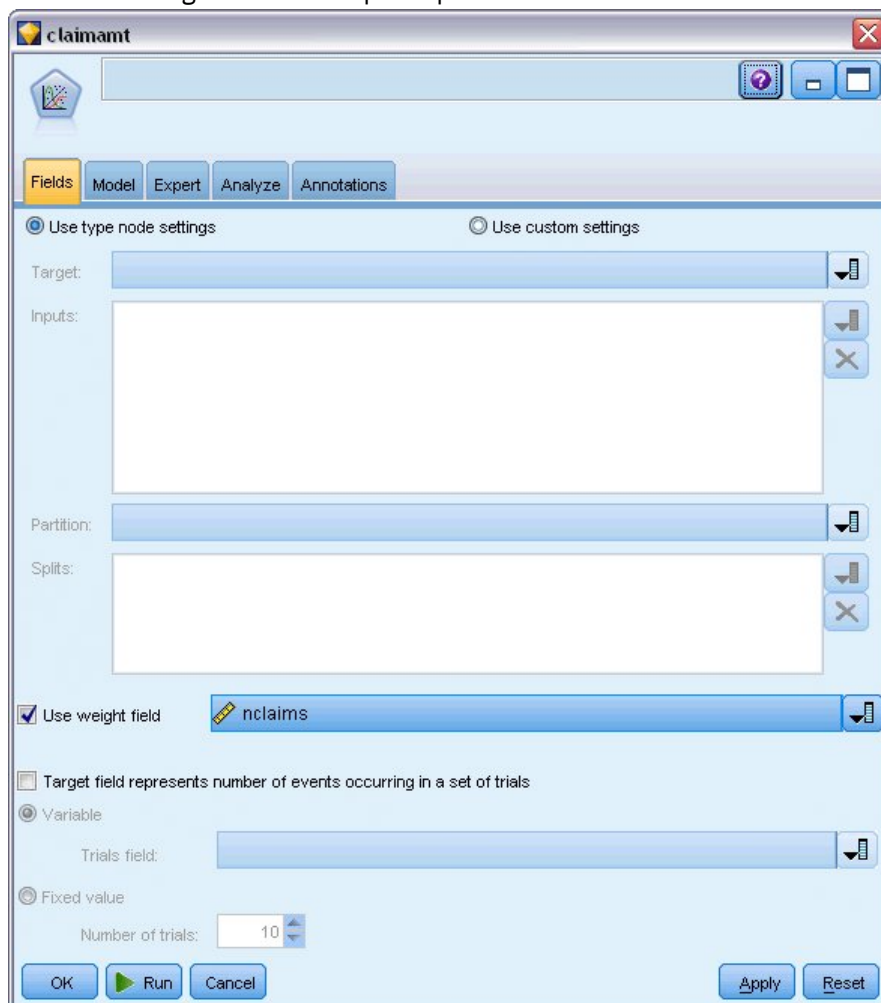 claimamt
?
Fields Model Expert Analyze Annotations
Use type node settings Use custom settings
Target:
Inputs:
Partition:
Splits:
Use weight field nclaims
Target field represents number of events occurring in a set of trials
Variable
Trials field:
Fixed value
Number of trials: 10
OK Run Cancel Apply Reset